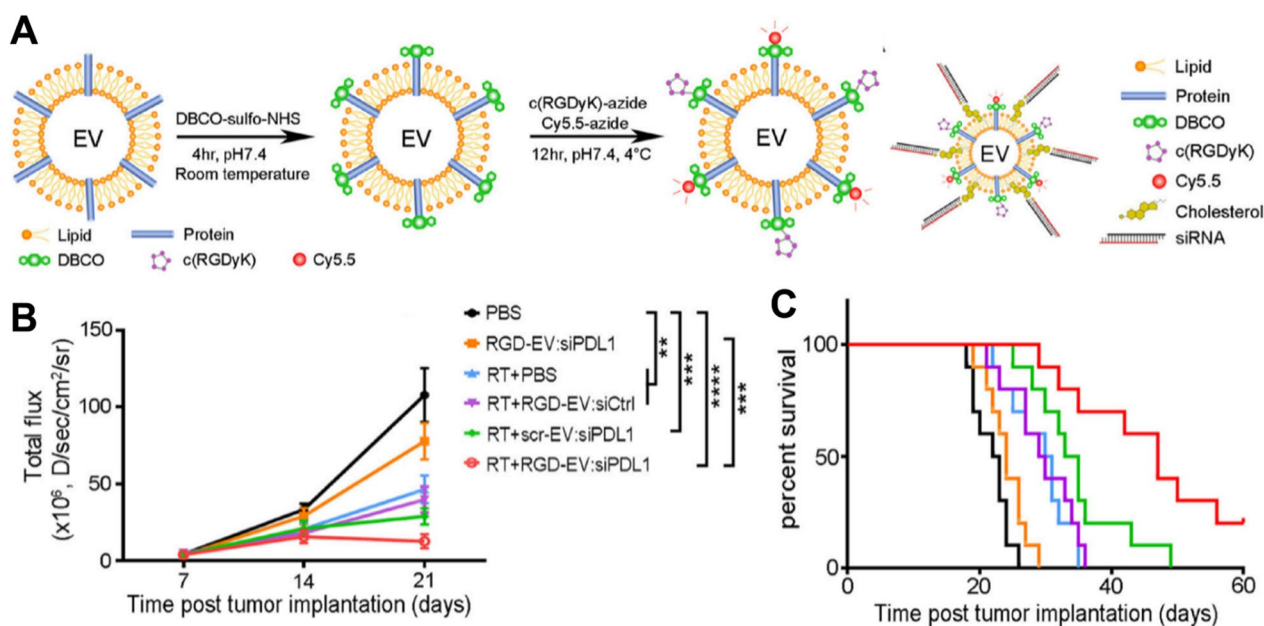 A
EV
DBCO-sulfo-NHS
4hr, pH7.4
Room temperature
EV
c(RGDyK)-azide
Cy5.5-azide
12hr, pH7.4, 4°C
EV
EV
Lipid
Protein
DBCO
c(RGDyK)
Cy5.5
Cholesterol
siRNA
Lipid
Protein
DBCO
c(RGDyK)
Cy5.5
B
Total flux
(x10⁶, D/sec/cm²/sr)
150
100
50
0
7
14
21
Time post tumor implantation (days)
PBS
RGD-EV:siPDL1
RT+PBS
RT+RGD-EV:siCtrl
RT+scr-EV:siPDL1
RT+RGD-EV:siPDL1
**
***
****
***
C
percent survival
100
50
0
0
20
40
60
Time post tumor implantation (days)